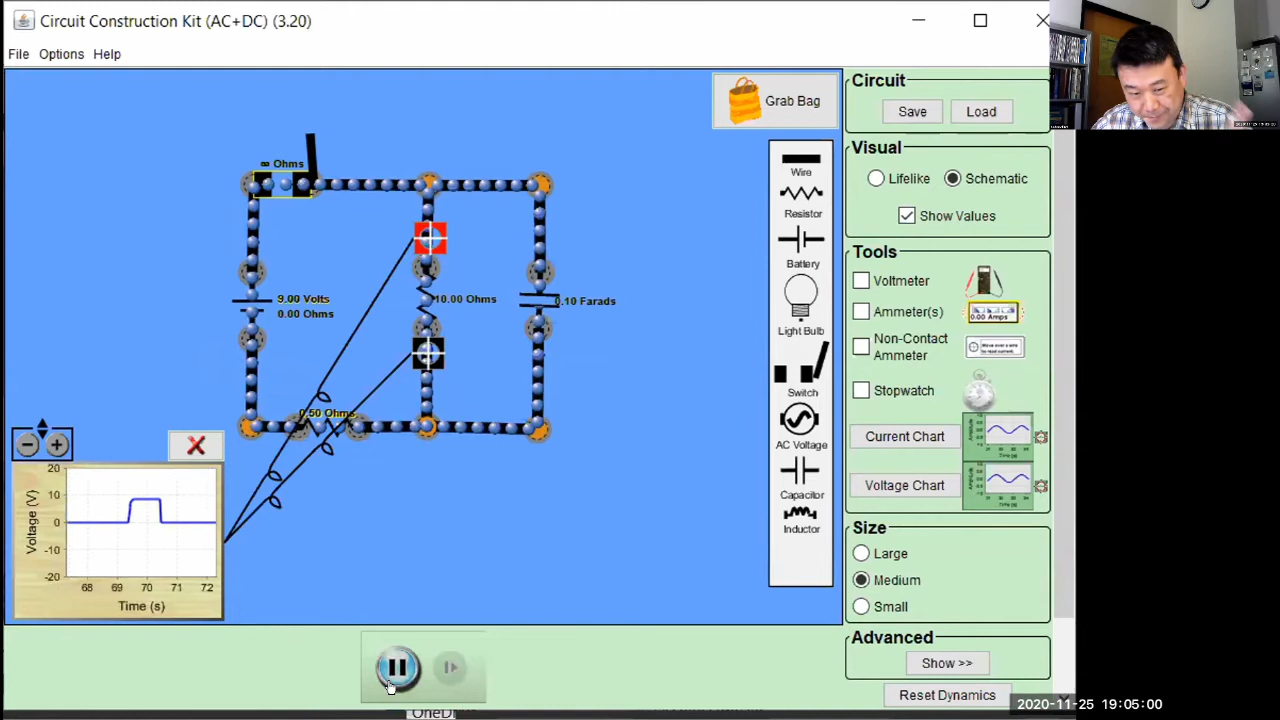 Circuit Construction Kit (AC+DC) (3.20)
File Options Help
Grab Bag
∞ Ohms
9.00 Volts
0.00 Ohms
10.00 Ohms
0.10 Farads
0.50 Ohms
Wire
Resistor
Battery
Light Bulb
Switch
AC Voltage
Capacitor
Inductor
20
10
0
-10
-20
Voltage (V)
68 69 70 71 72
Time (s)
Circuit
Save Load
Visual
Lifelike Schematic
Show Values
Tools
Voltmeter
Ammeter(s)
0.00 Amps
Non-Contact
Ammeter
Stopwatch
Current Chart
Voltage Chart
Size
Large
Medium
Small
Advanced
Show >>
Reset Dynamics
2020-11-25 19:05:00